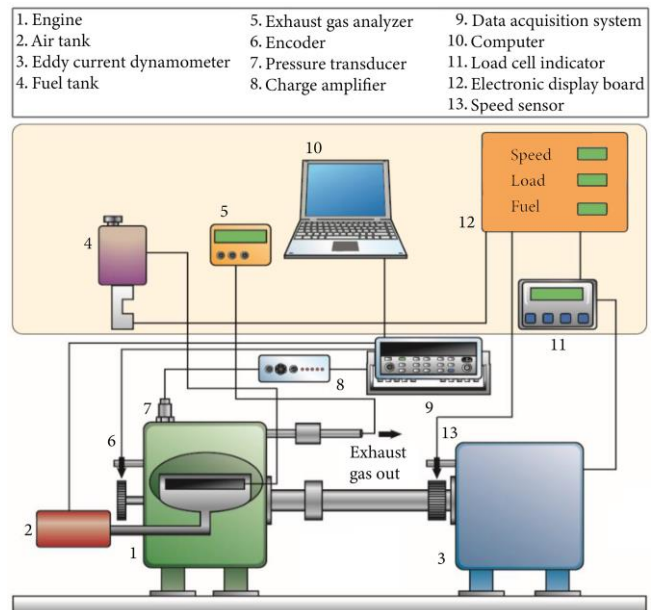 1. Engine
2. Air tank
3. Eddy current dynamometer
4. Fuel tank
5. Exhaust gas analyzer
6. Encoder
7. Pressure transducer
8. Charge amplifier
9. Data acquisition system
10. Computer
11. Load cell indicator
12. Electronic display board
13. Speed sensor
10
Speed
Load
Fuel
5
4
12
11
8
9
7
13
6
Exhaust
gas out
2
1
3